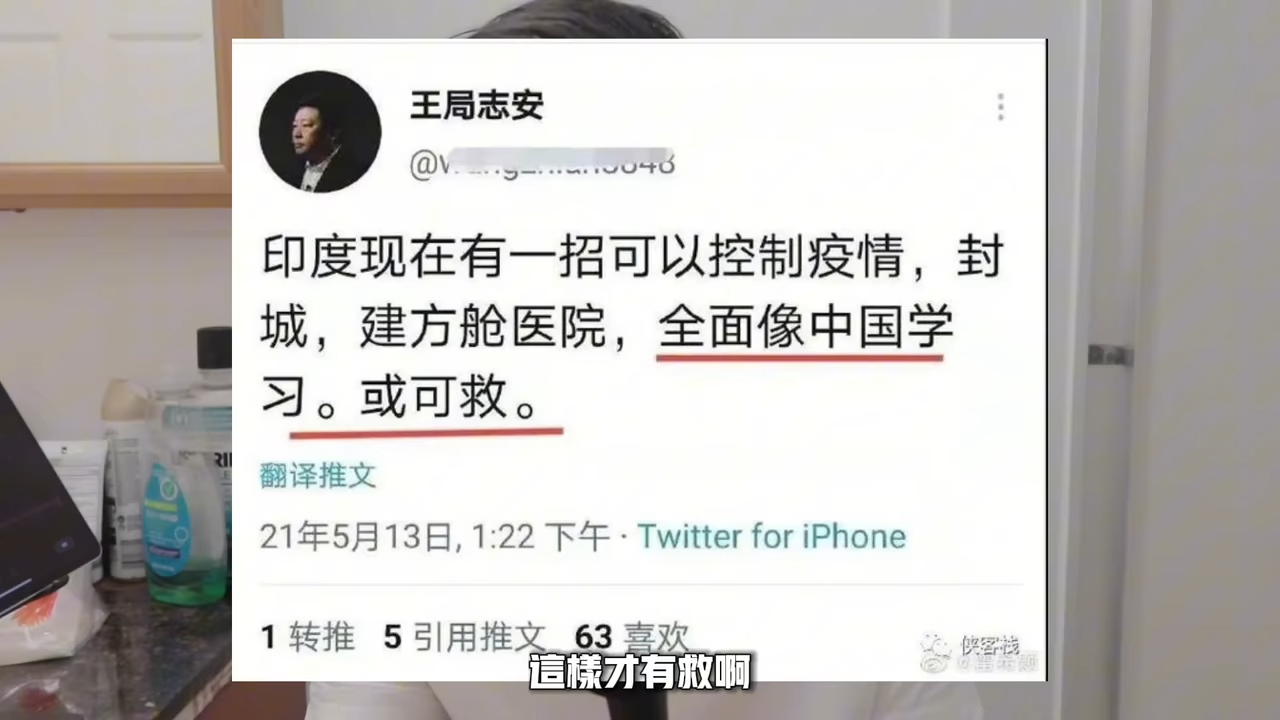 王局志安
印度现在有一招可以控制疫情，封
城，建方舱医院，全面像中国学
习。或可救。
翻译推文
21年5月13日, 1:22 下午 · Twitter for iPhone
1 转推 5 引用推文 63 喜欢
侠客栈
這樣才有救啊